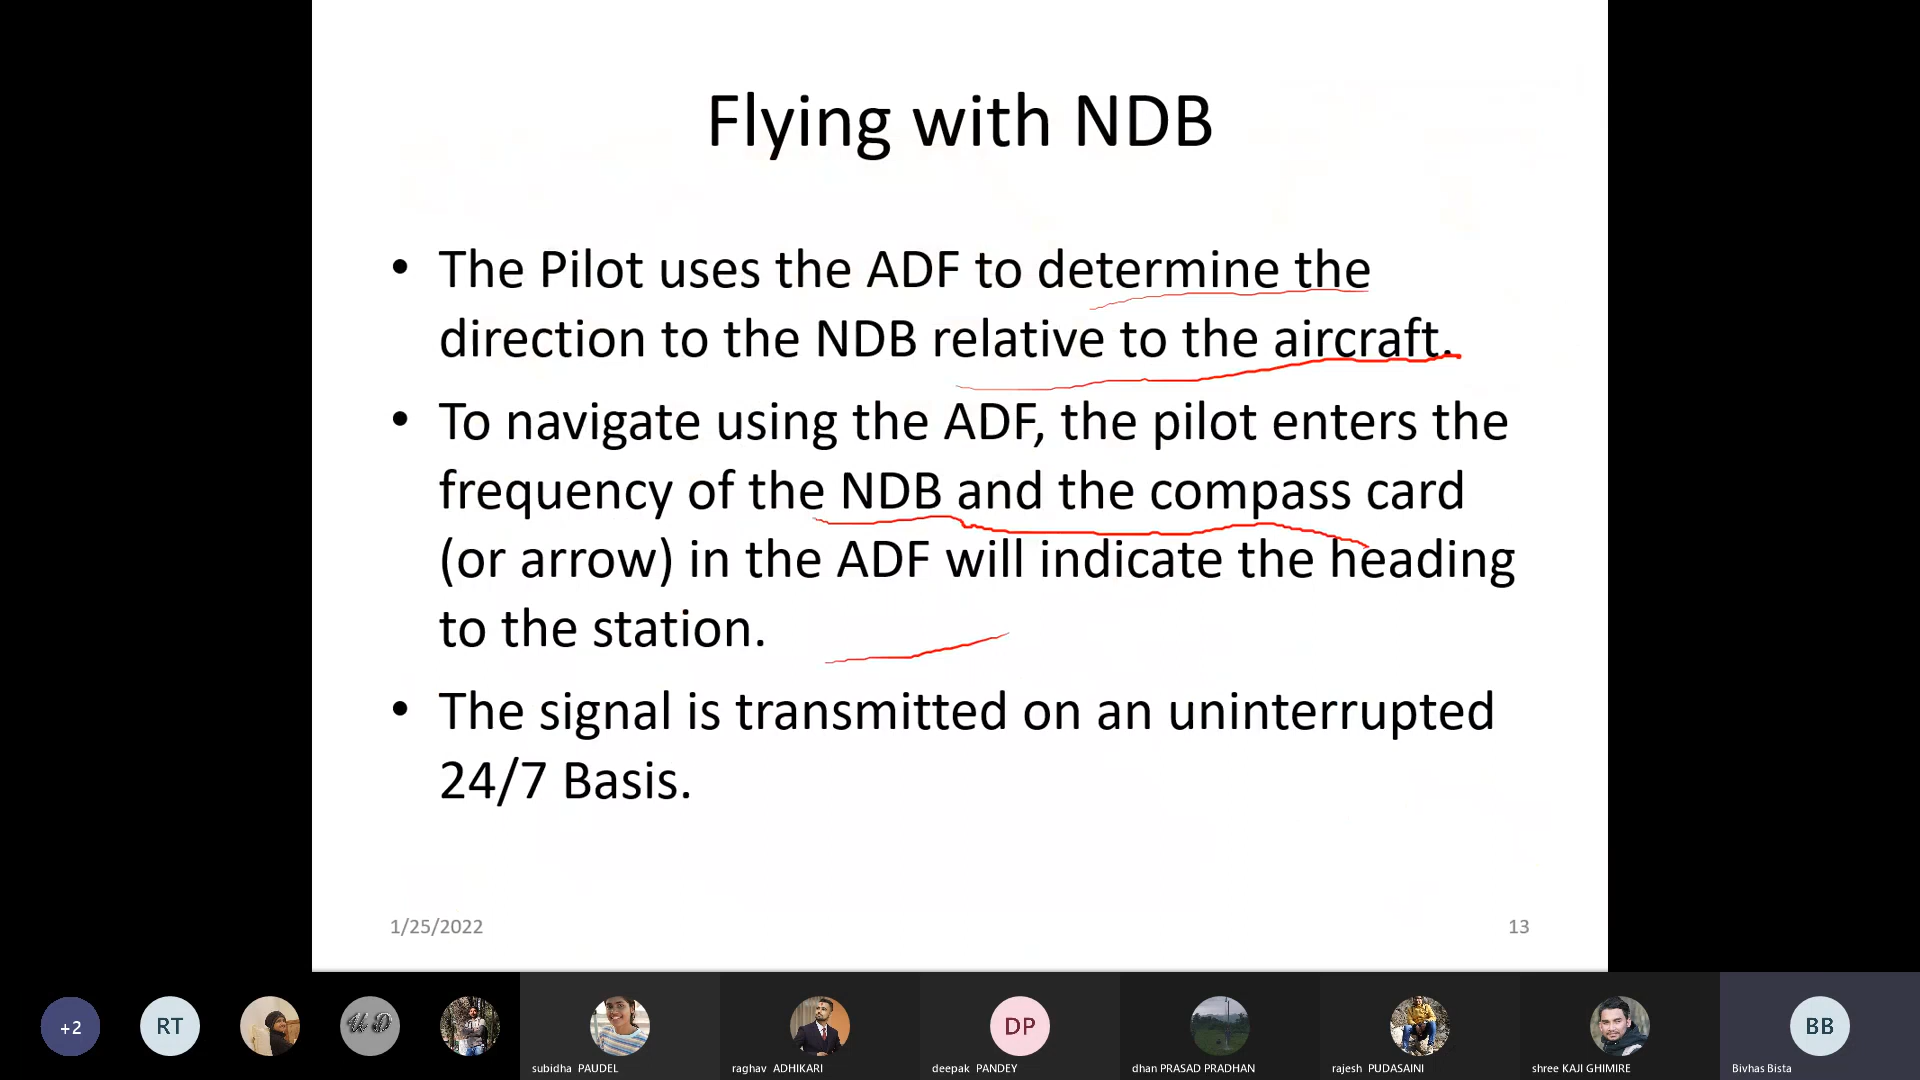 Flying with NDB
• The Pilot uses the ADF to determine the
direction to the NDB relative to the aircraft.
• To navigate using the ADF, the pilot enters the
frequency of the NDB and the compass card
(or arrow) in the ADF will indicate the heading
to the station.
• The signal is transmitted on an uninterrupted
24/7 Basis.
1/25/2022
13
+2
RT
U D
DP
BB
subidha PAUDEL
raghav ADHIKARI
deepak PANDEY
dhan PRASAD PRADHAN
rajesh PUDASAINI
shree KAJI GHIMIRE
Bivhas Bista